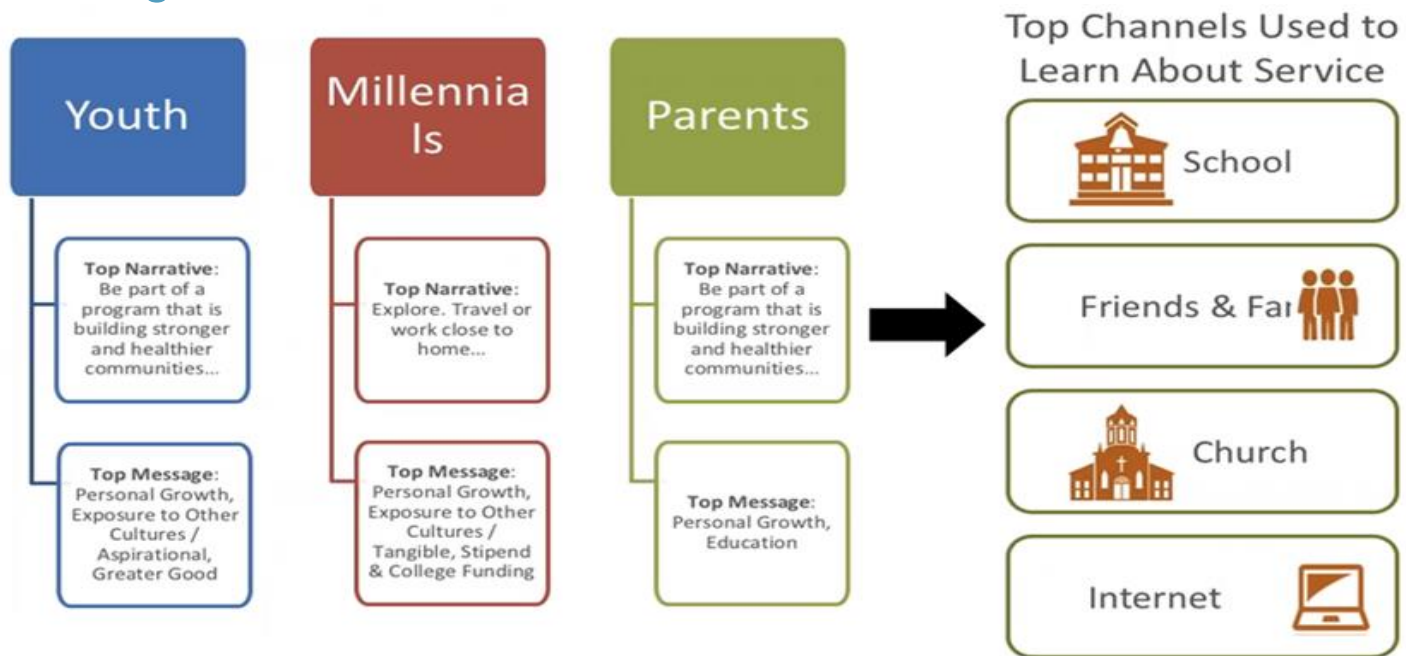 Youth
Top Narrative:
Be part of a
program that is
building stronger
and healthier
communities...
Top Message:
Personal Growth,
Exposure to Other
Cultures /
Aspirational,
Greater Good
Millennia
ls
Top Narrative:
Explore. Travel or
work close to
home...
Top Message:
Personal Growth,
Exposure to Other
Cultures /
Tangible, Stipend
& College Funding
Parents
Top Narrative:
Be part of a
program that is
building stronger
and healthier
communities...
Top Message:
Personal Growth,
Education
Top Channels Used to
Learn About Service
School
Friends &
Church
Internet